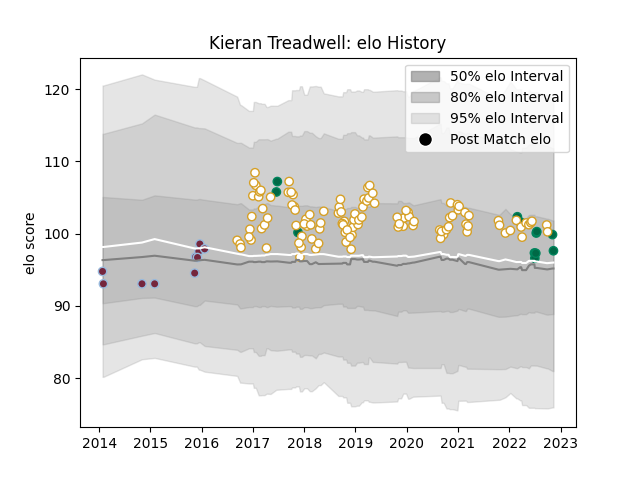 Kieran Treadwell: elo History
50% elo Interval
80% elo Interval
95% elo Interval
Post Match elo
elo score
120
110
100
90
80
2014 2015 2016 2017 2018 2019 2020 2021 2022 2023